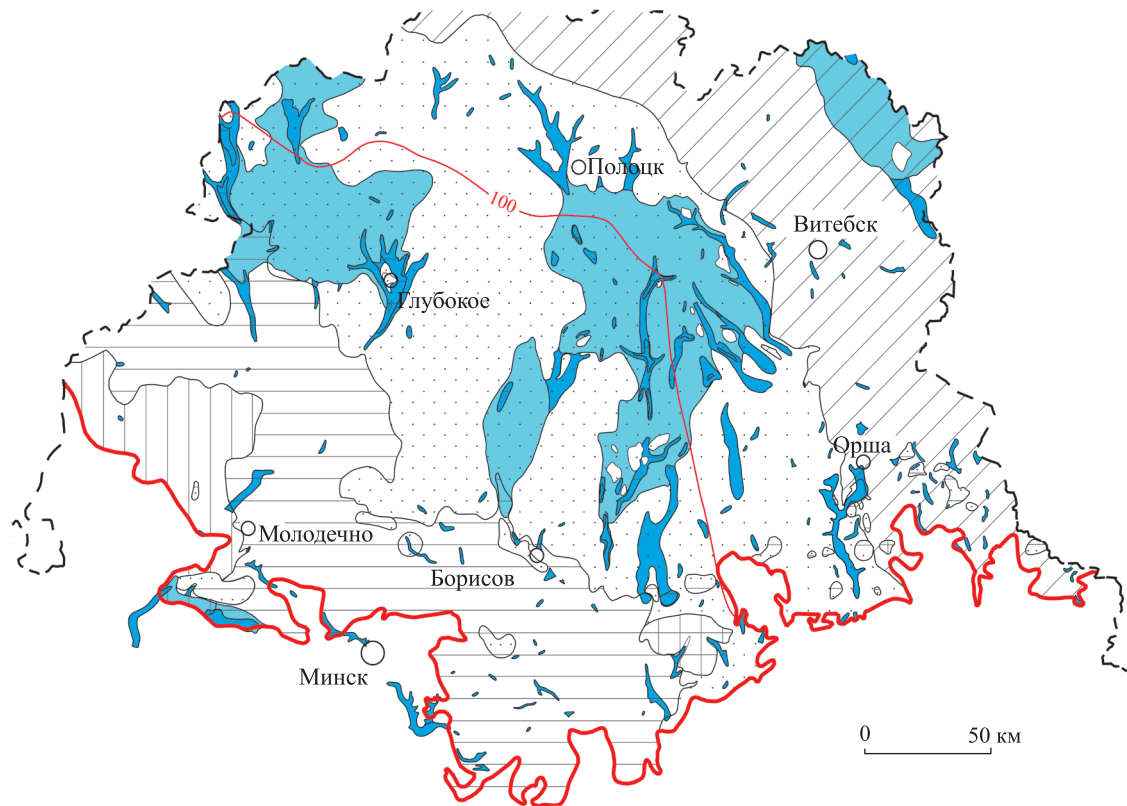 Полоцк
100
Витебск
Глубокое
Орша
Молодечно
Борисов
Минск
0 50 км